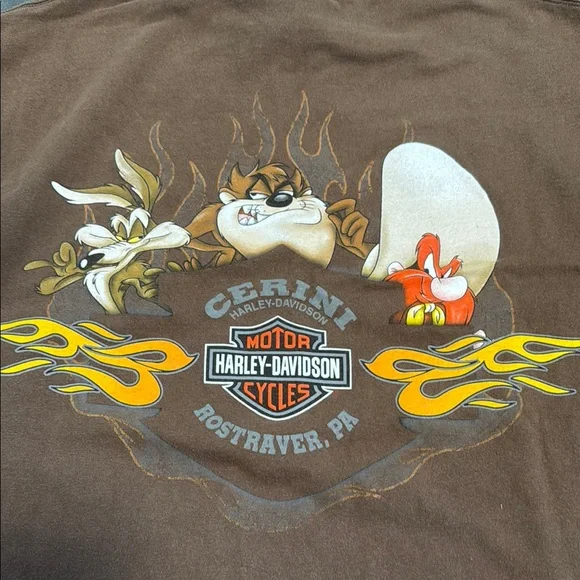 CERINI
HARLEY-DAVIDSON
MOTOR
HARLEY-DAVIDSON
CYCLES
ROSTRAVER, PA